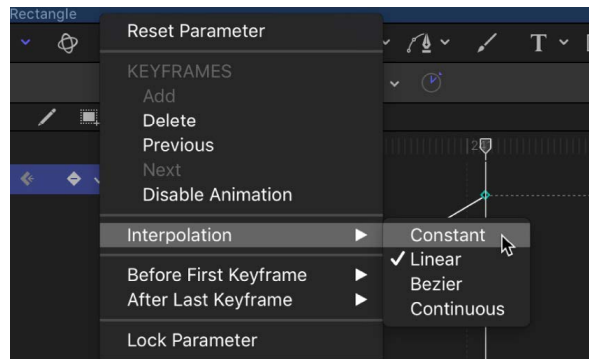 Rectangle
Reset Parameter
T
KEYFRAMES
Add
Delete
Previous
Next
Disable Animation
Interpolation
Constant
Linear
Before First Keyframe
Bezier
After Last Keyframe
Continuous
Lock Parameter